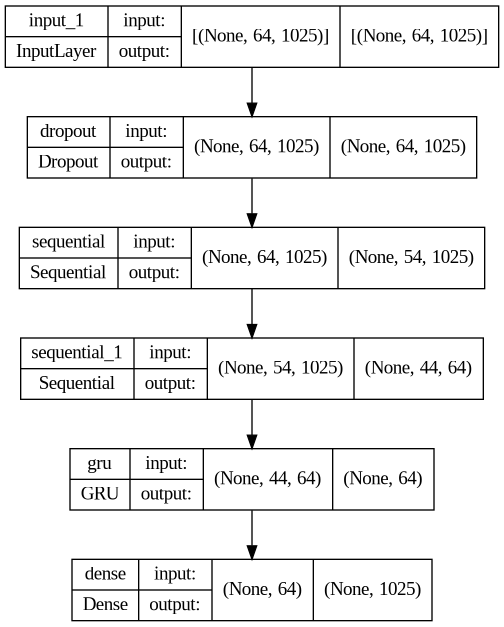 input_1 input: [(None, 64, 1025)] [(None, 64, 1025)]
InputLayer output:
dropout input: (None, 64, 1025) (None, 64, 1025)
Dropout output:
sequential input: (None, 64, 1025) (None, 54, 1025)
Sequential output:
sequential_1 input: (None, 54, 1025) (None, 44, 64)
Sequential output:
gru input: (None, 44, 64) (None, 64)
GRU output:
dense input: (None, 64) (None, 1025)
Dense output: